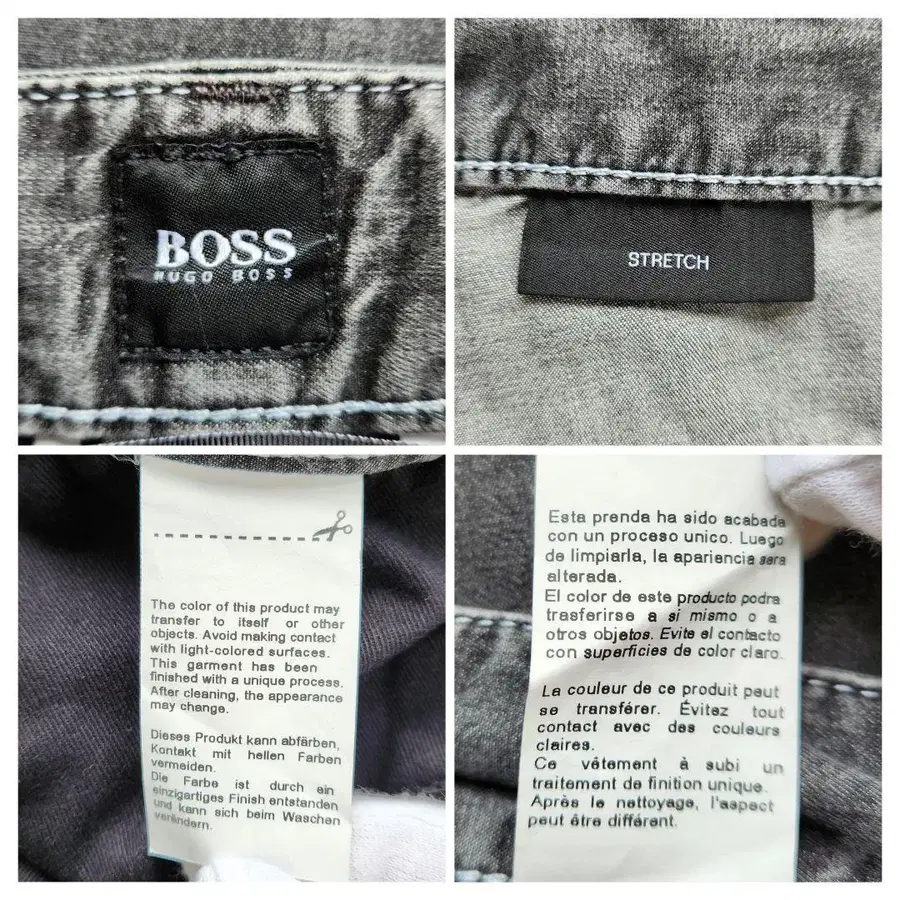 BOSS
HUGO BOSS
STRETCH
The color of this product may
transfer to itself or other
objects. Avoid making contact
with light-colored surfaces.
This garment has been
finished with a unique process.
After cleaning, the appearance
may change.
Dieses Produkt kann abfärben,
Kontakt mit hellen Farben
vermeiden.
Die Farbe ist durch ein
einzigartiges Finish entstanden
und kann sich beim Waschen
verändern.
Esta prenda ha sido acabada
con un proceso unico. Luego
de limpiarla, la apariencia sera
alterada.
El color de este producto podra
trasferirse a si mismo o a
otros objetos. Evite el contacto
con superficies de color claro.
La couleur de ce produit peut
se transférer. Évitez tout
contact avec des couleurs
claires.
Ce vêtement à subi un
traitement de finition unique.
Après le nettoyage, l'aspect
peut être différent.